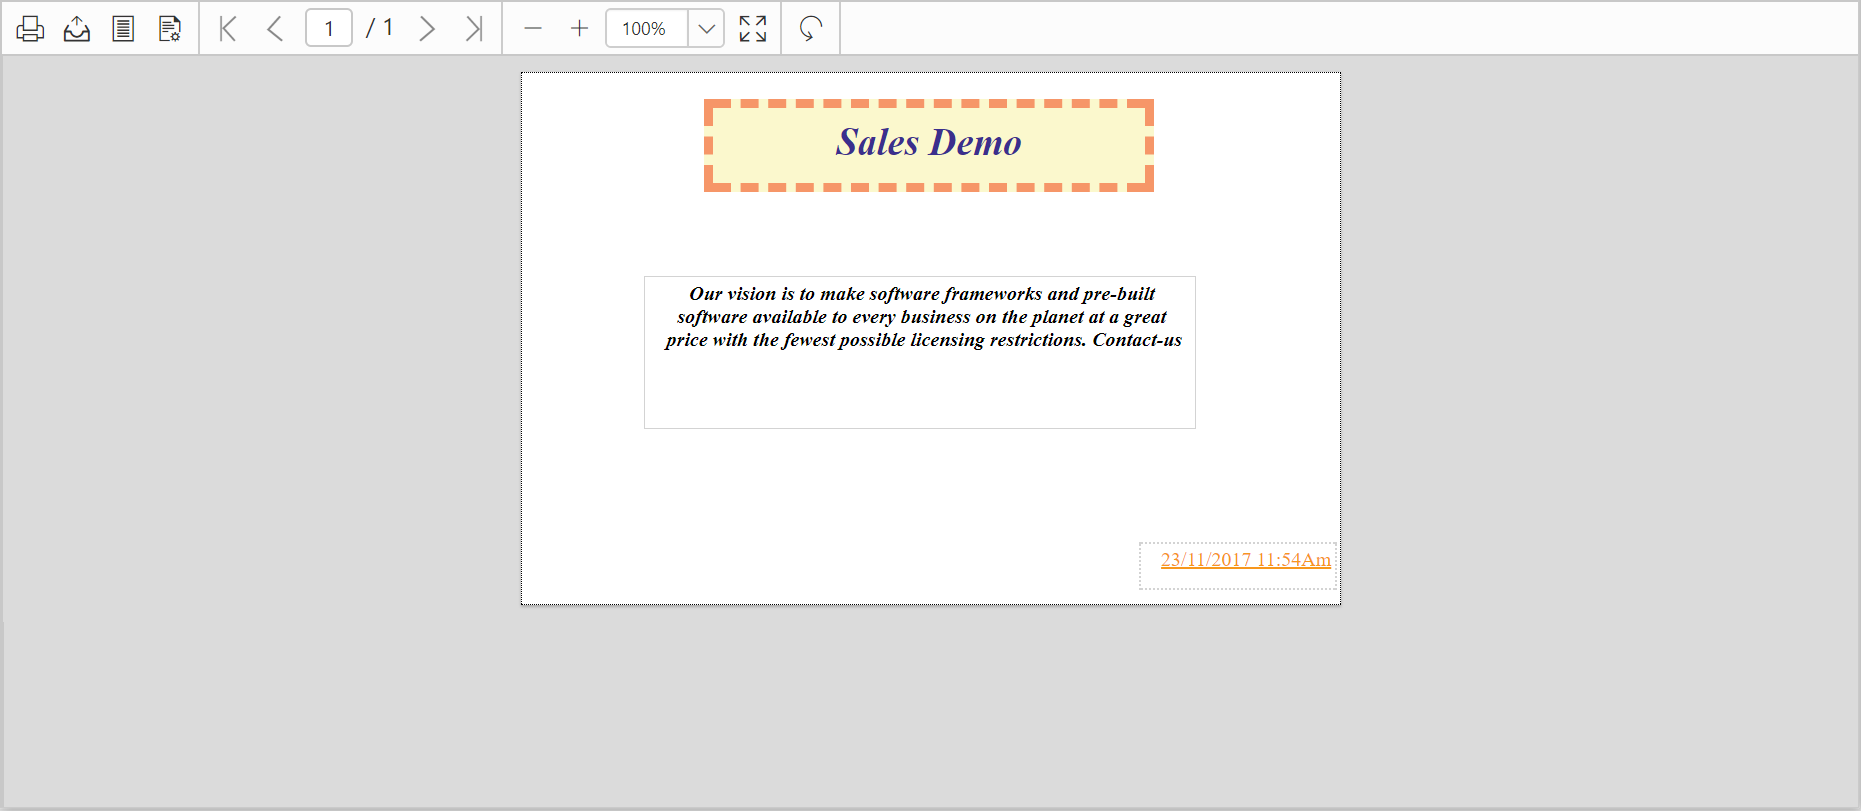 1 / 1 100%
Sales Demo
Our vision is to make software frameworks and pre-built
software available to every business on the planet at a great
price with the fewest possible licensing restrictions. Contact-us
23/11/2017 11:54Am